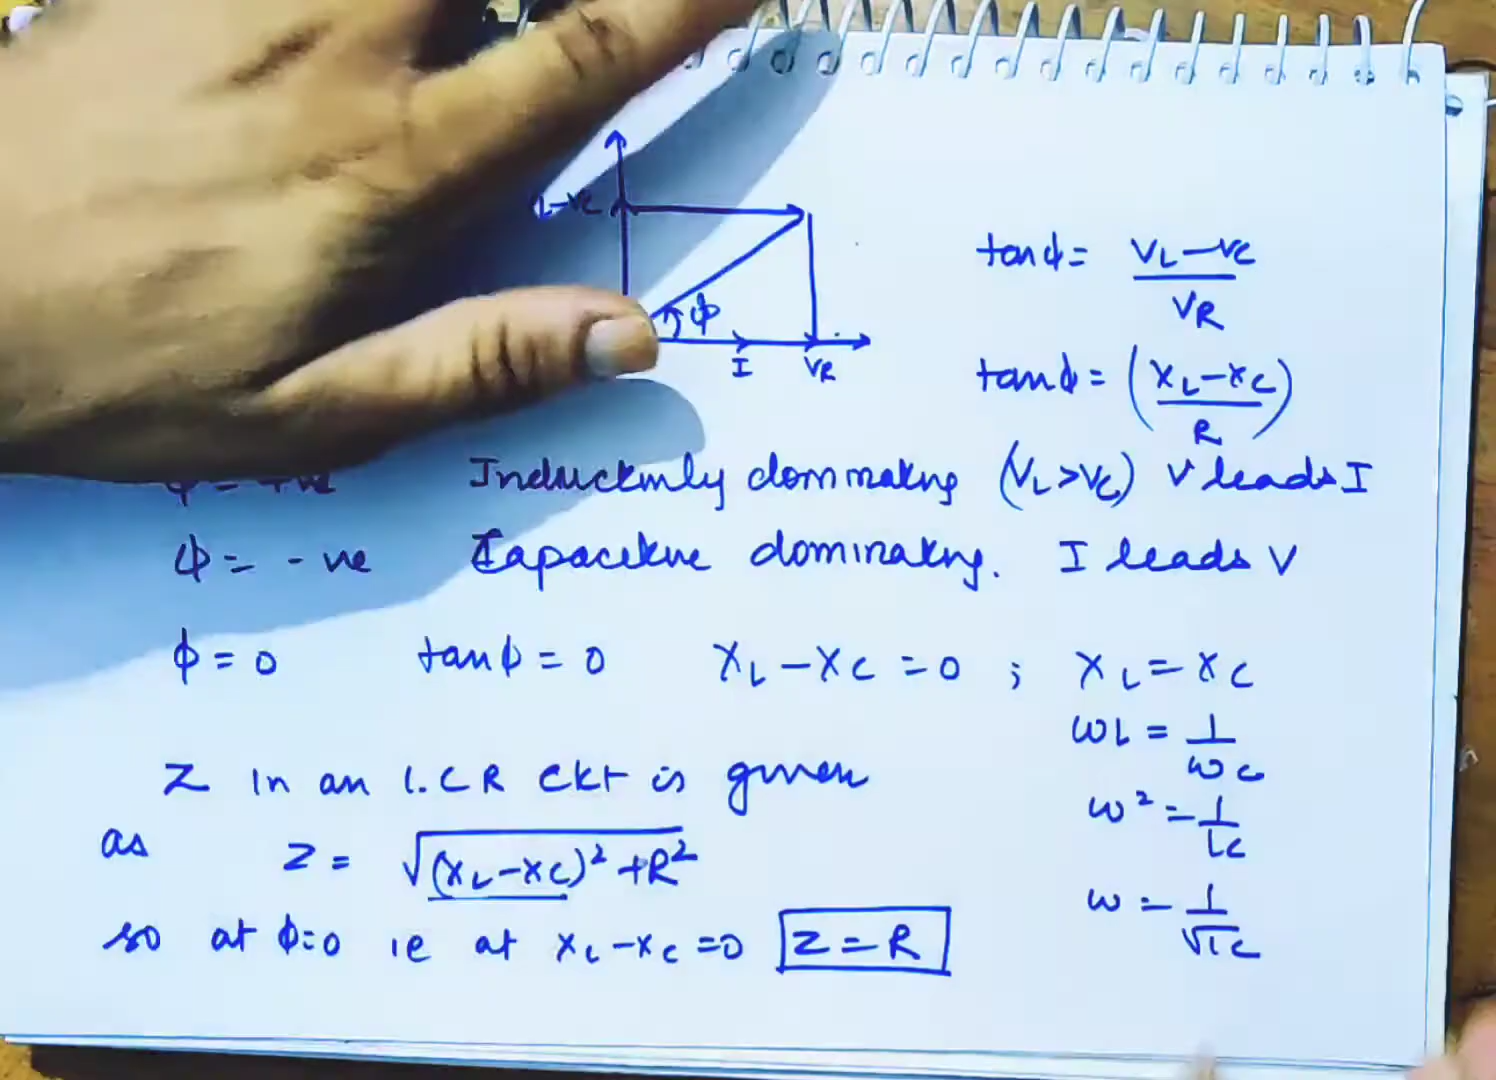 L-VC
ϕ
I VR
tanϕ = VL-VC / VR
tanϕ = (XL-XC / R)
ϕ = +ve Inductively dominating (VL>VC) V leads I
ϕ = -ve Capacitive dominating. I leads V
ϕ = 0 tanϕ = 0 XL-XC = 0 ; XL = XC
ωL = 1/ωC
ω² = 1/LC
ω = 1/√LC
Z in an L.C R Ckt is given
as Z = √(XL-XC)²+R²
so at ϕ=0 ie at XL-XC=0 Z=R